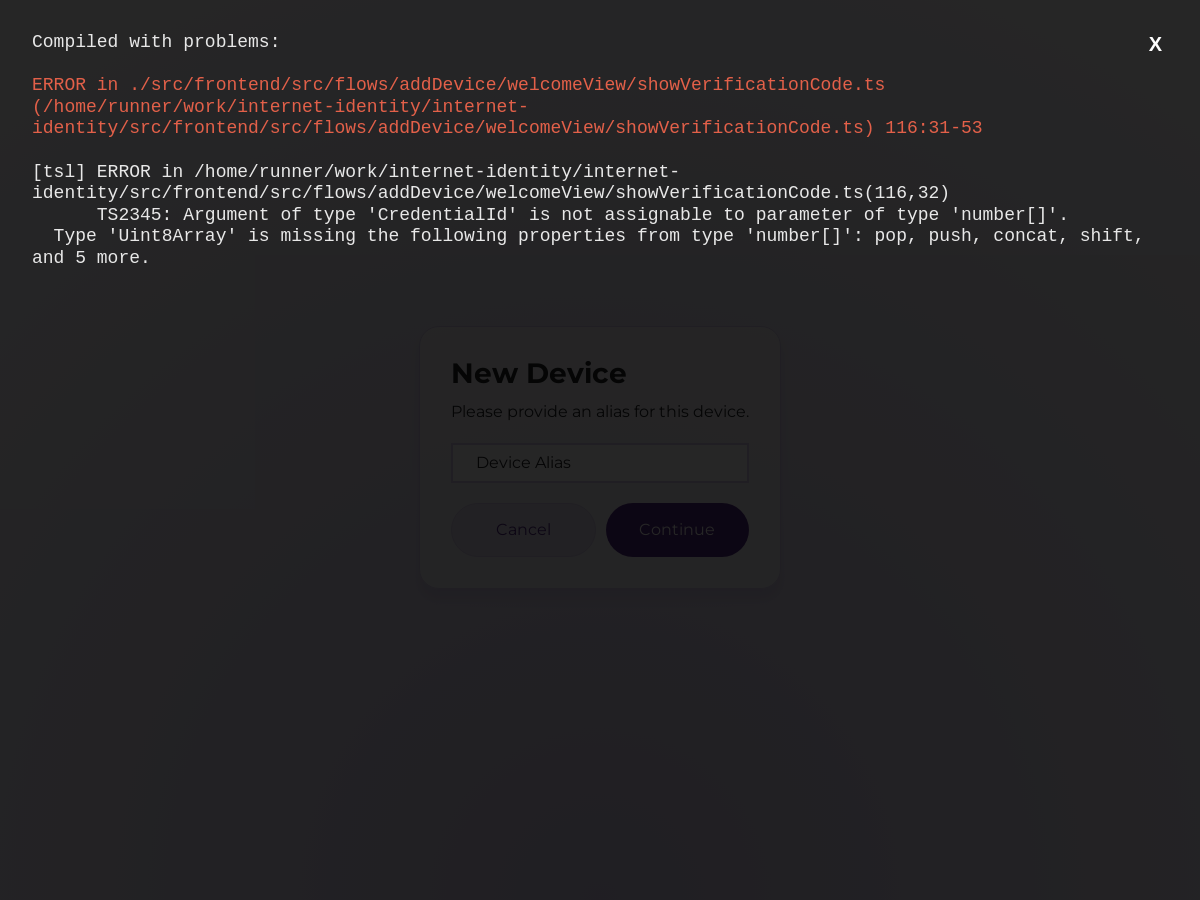 Compiled with problems:
X
ERROR in ./src/frontend/src/flows/addDevice/welcomeView/showVerificationCode.ts
(/home/runner/work/internet-identity/internet-
identity/src/frontend/src/flows/addDevice/welcomeView/showVerificationCode.ts) 116:31-53
[tsl] ERROR in /home/runner/work/internet-identity/internet-
identity/src/frontend/src/flows/addDevice/welcomeView/showVerificationCode.ts(116,32)
TS2345: Argument of type 'CredentialId' is not assignable to parameter of type 'number[]'.
Type 'Uint8Array' is missing the following properties from type 'number[]': pop, push, concat, shift,
and 5 more.
New Device
Please provide an alias for this device.
Device Alias
Cancel
Continue